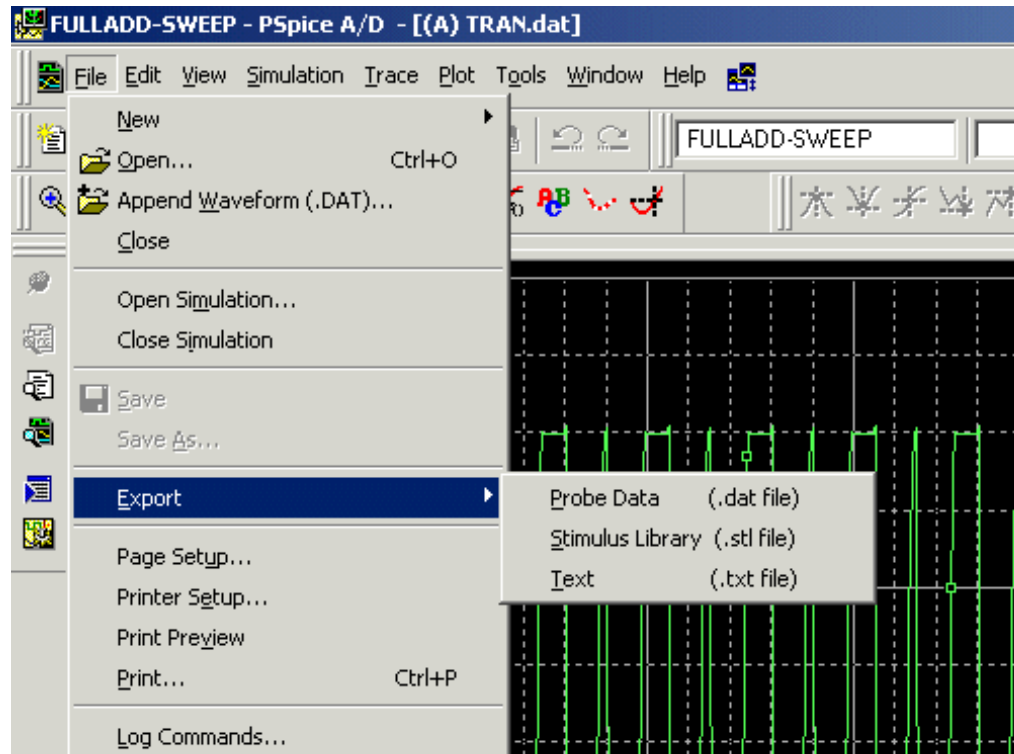 FULLADD-SWEEP - PSpice A/D - [(A) TRAN.dat]
File Edit View Simulation Trace Plot Tools Window Help
New
FULLADD-SWEEP
Open... Ctrl+O
Append Waveform (.DAT)...
Close
Open Simulation...
Close Simulation
Save
Save As...
Export
Probe Data (.dat file)
Stimulus Library (.stl file)
Text (.txt file)
Page Setup...
Printer Setup...
Print Preview
Print... Ctrl+P
Log Commands...